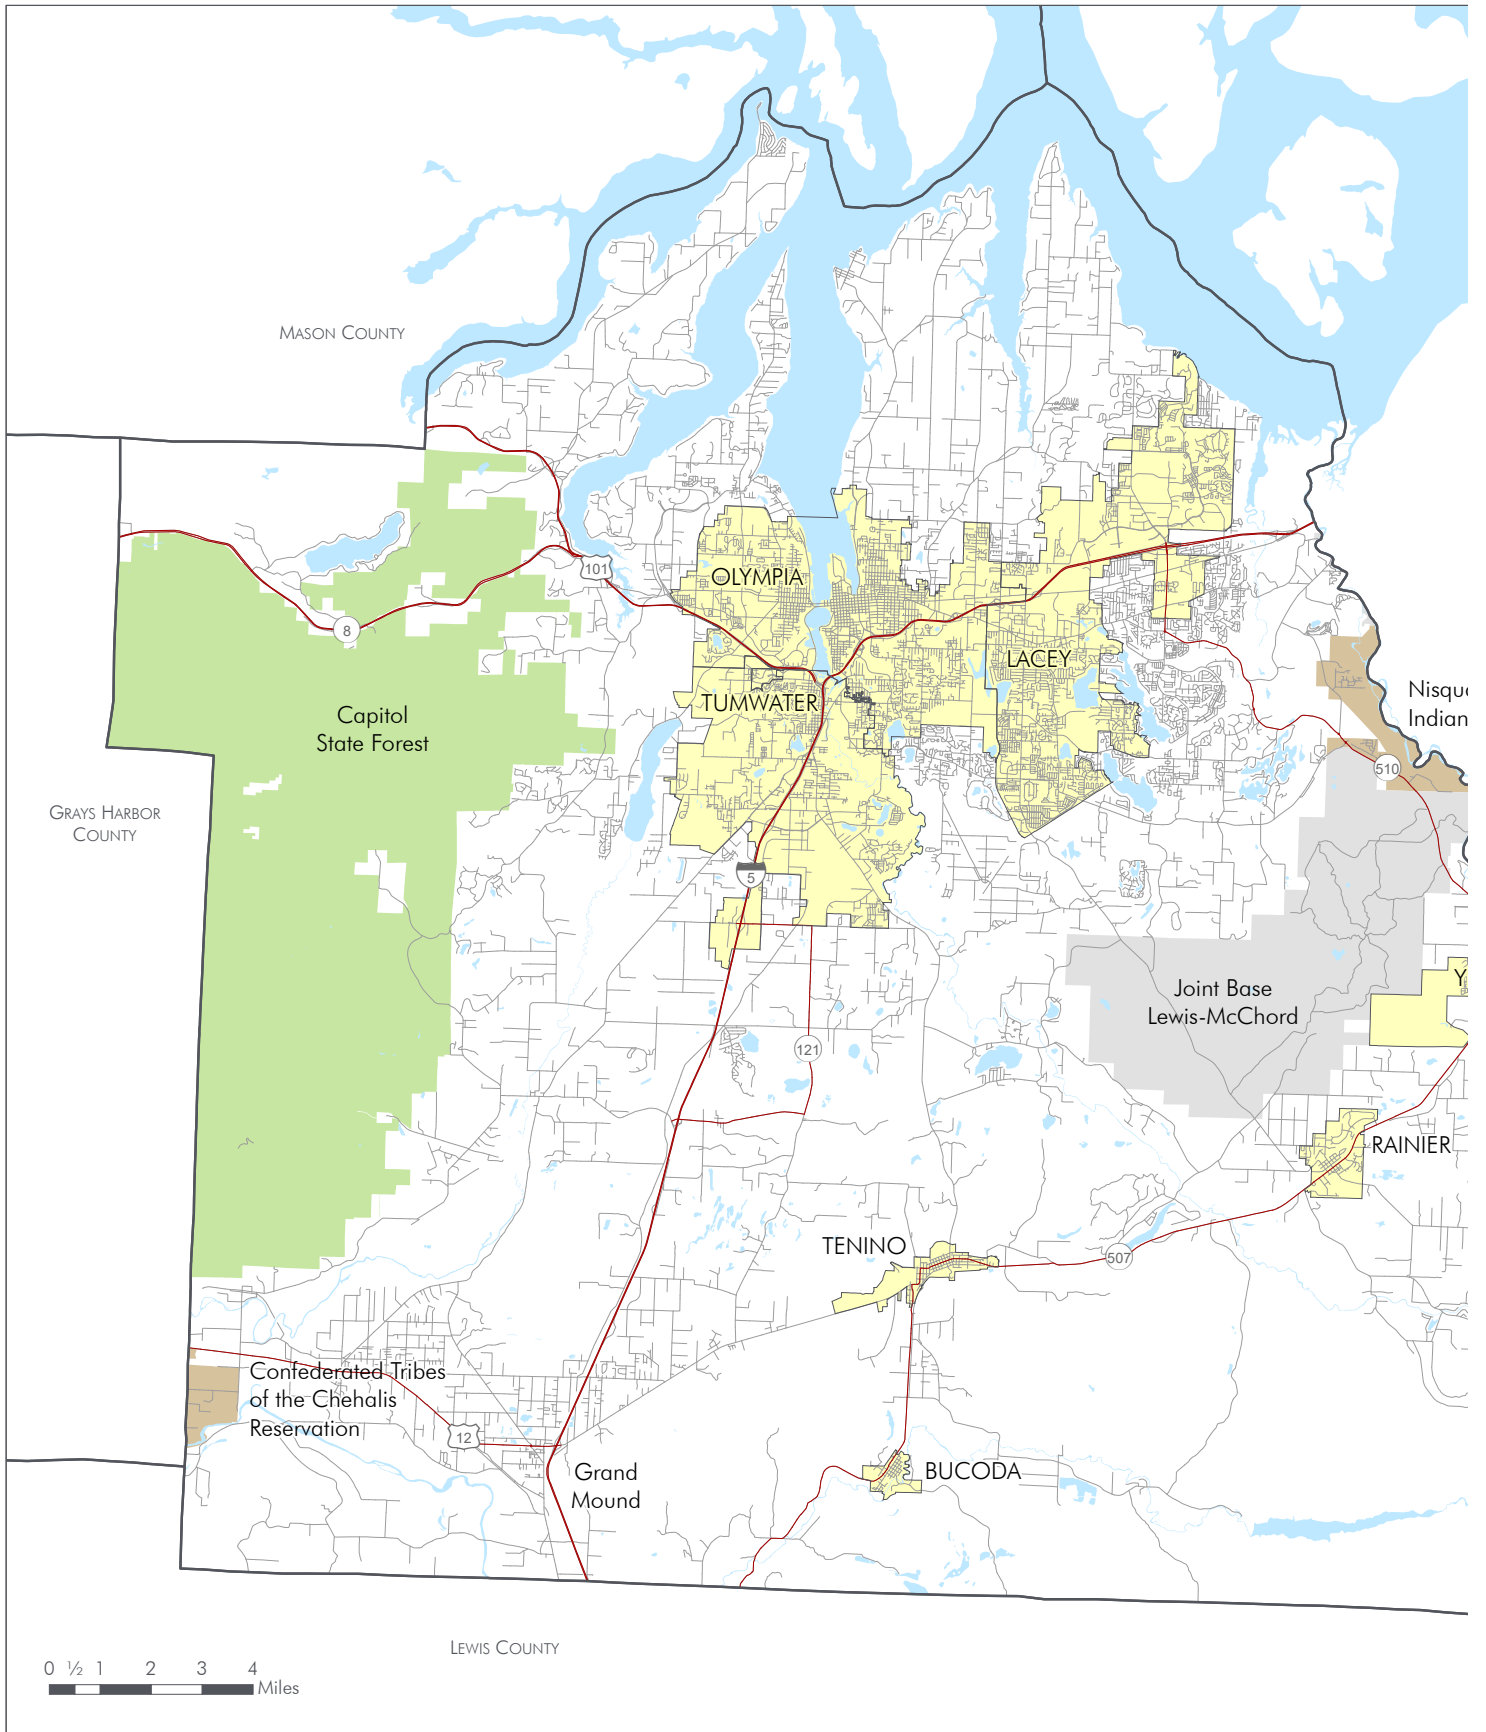 MASON COUNTY
101
OLYMPIA
8
LACEY
TUMWATER
Nisqu
Indian
Capitol
State Forest
510
GRAYS HARBOR
COUNTY
5
Y
Joint Base
Lewis-McChord
121
RAINIER
TENINO
507
Confederated Tribes
of the Chehalis
Reservation
12
Grand
Mound
BUCODA
LEWIS COUNTY
0 ½ 1 2 3 4
Miles